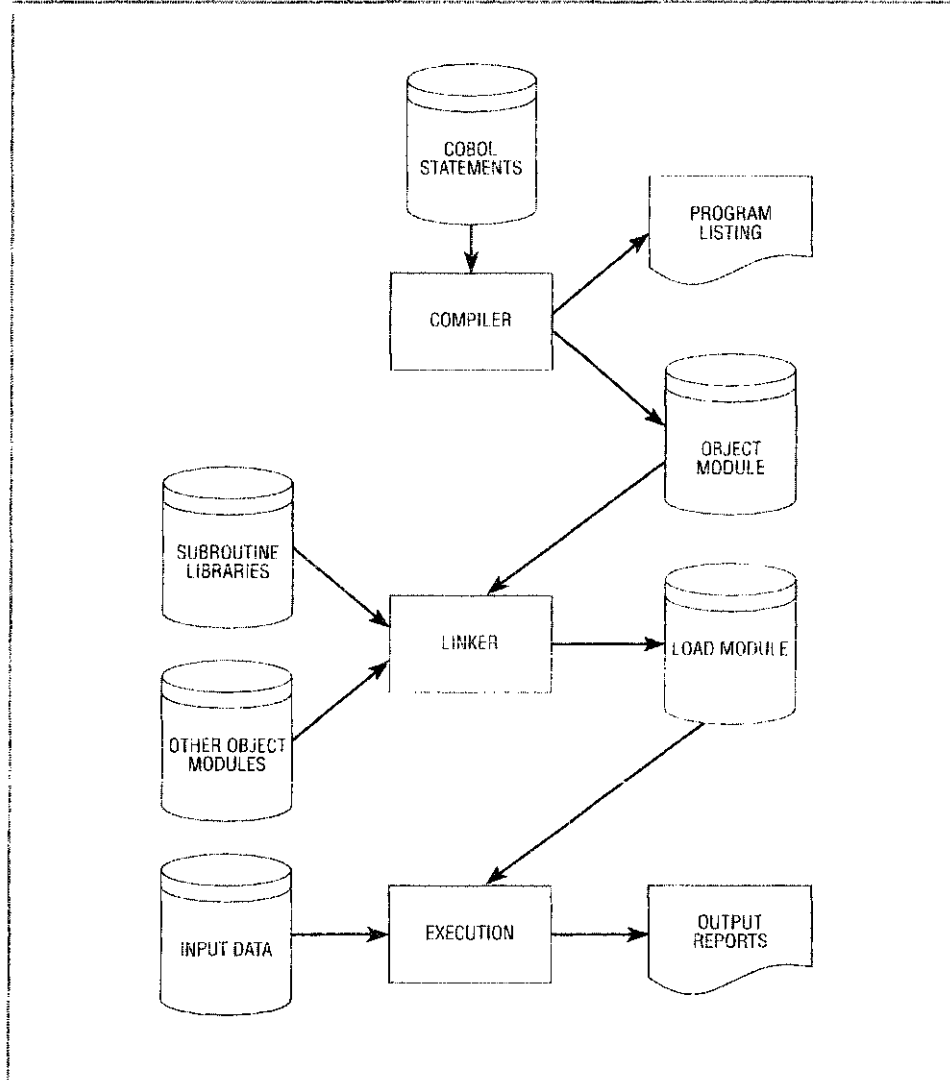 COBOL
STATEMENTS
PROGRAM
LISTING
COMPILER
OBJECT
MODULE
SUBROUTINE
LIBRARIES
LINKER
LOAD MODULE
OTHER OBJECT
MODULES
INPUT DATA
EXECUTION
OUTPUT
REPORTS